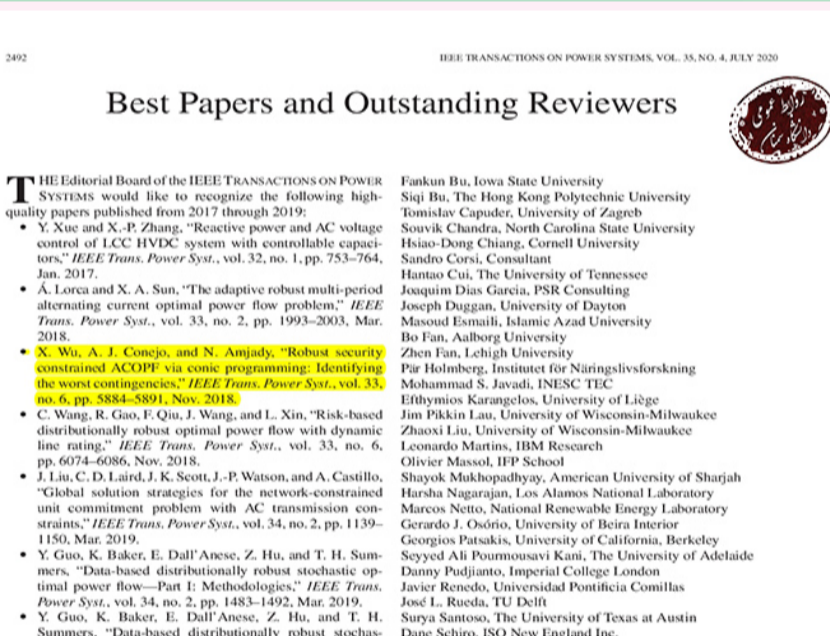 2492
IEEE TRANSACTIONS ON POWER SYSTEMS, VOL. 35, NO. 4, JULY 2020
Best Papers and Outstanding Reviewers
روابط عمومی
دانشگاه سمنان
THE Editorial Board of the IEEE TRANSACTIONS ON POWER
SYSTEMS would like to recognize the following high-
quality papers published from 2017 through 2019:
• Y. Xue and X.-P. Zhang, “Reactive power and AC voltage
control of LCC HVDC system with controllable capaci-
tors,” IEEE Trans. Power Syst., vol. 32, no. 1, pp. 753–764,
Jan. 2017.
• Á. Lorca and X. A. Sun, “The adaptive robust multi-period
alternating current optimal power flow problem,” IEEE
Trans. Power Syst., vol. 33, no. 2, pp. 1993–2003, Mar.
2018.
• X. Wu, A. J. Conejo, and N. Amjady, “Robust security
constrained ACOPF via conic programming: Identifying
the worst contingencies,” IEEE Trans. Power Syst., vol. 33,
no. 6, pp. 5884–5891, Nov. 2018.
• C. Wang, R. Gao, F. Qiu, J. Wang, and L. Xin, “Risk-based
distributionally robust optimal power flow with dynamic
line rating,” IEEE Trans. Power Syst., vol. 33, no. 6,
pp. 6074–6086, Nov. 2018.
• J. Liu, C. D. Laird, J. K. Scott, J.-P. Watson, and A. Castillo,
“Global solution strategies for the network-constrained
unit commitment problem with AC transmission con-
straints,” IEEE Trans. Power Syst., vol. 34, no. 2, pp. 1139–
1150, Mar. 2019.
• Y. Guo, K. Baker, E. Dall’Anese, Z. Hu, and T. H. Sum-
mers, “Data-based distributionally robust stochastic op-
timal power flow—Part I: Methodologies,” IEEE Trans.
Power Syst., vol. 34, no. 2, pp. 1483–1492, Mar. 2019.
• Y. Guo, K. Baker, E. Dall’Anese, Z. Hu, and T. H.
Summers, “Data-based distributionally robust stochas-
Fankun Bu, Iowa State University
Siqi Bu, The Hong Kong Polytechnic University
Tomislav Capuder, University of Zagreb
Souvik Chandra, North Carolina State University
Hsiao-Dong Chiang, Cornell University
Sandro Corsi, Consultant
Hantao Cui, The University of Tennessee
Joaquim Dias Garcia, PSR Consulting
Joseph Duggan, University of Dayton
Masoud Esmaili, Islamic Azad University
Bo Fan, Aalborg University
Zhen Fan, Lehigh University
Pär Holmberg, Institutet för Näringslivsforskning
Mohammad S. Javadi, INESC TEC
Efthymios Karangelos, University of Liège
Jim Pikkin Lau, University of Wisconsin-Milwaukee
Zhaoxi Liu, University of Wisconsin-Milwaukee
Leonardo Martins, IBM Research
Olivier Massol, IFP School
Shayok Mukhopadhyay, American University of Sharjah
Harsha Nagarajan, Los Alamos National Laboratory
Marcos Netto, National Renewable Energy Laboratory
Gerardo J. Osório, University of Beira Interior
Georgios Patsakis, University of California, Berkeley
Seyyed Ali Pourmousavi Kani, The University of Adelaide
Danny Pudjianto, Imperial College London
Javier Renedo, Universidad Pontificia Comillas
José L. Rueda, TU Delft
Surya Santoso, The University of Texas at Austin
Dane Schiro, ISO New England Inc.